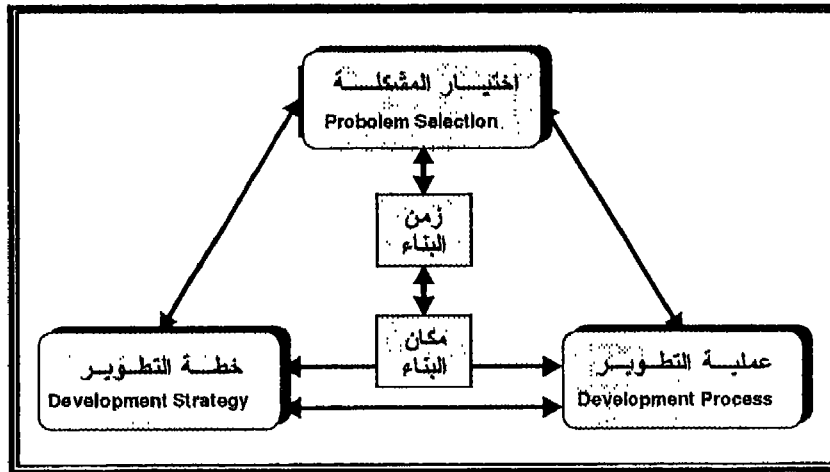 اختيار المشكلة
Probolem Selection
زمن
البناء
مكان
البناء
خطة التطوير
Development Strategy
عملية التطوير
Development Process